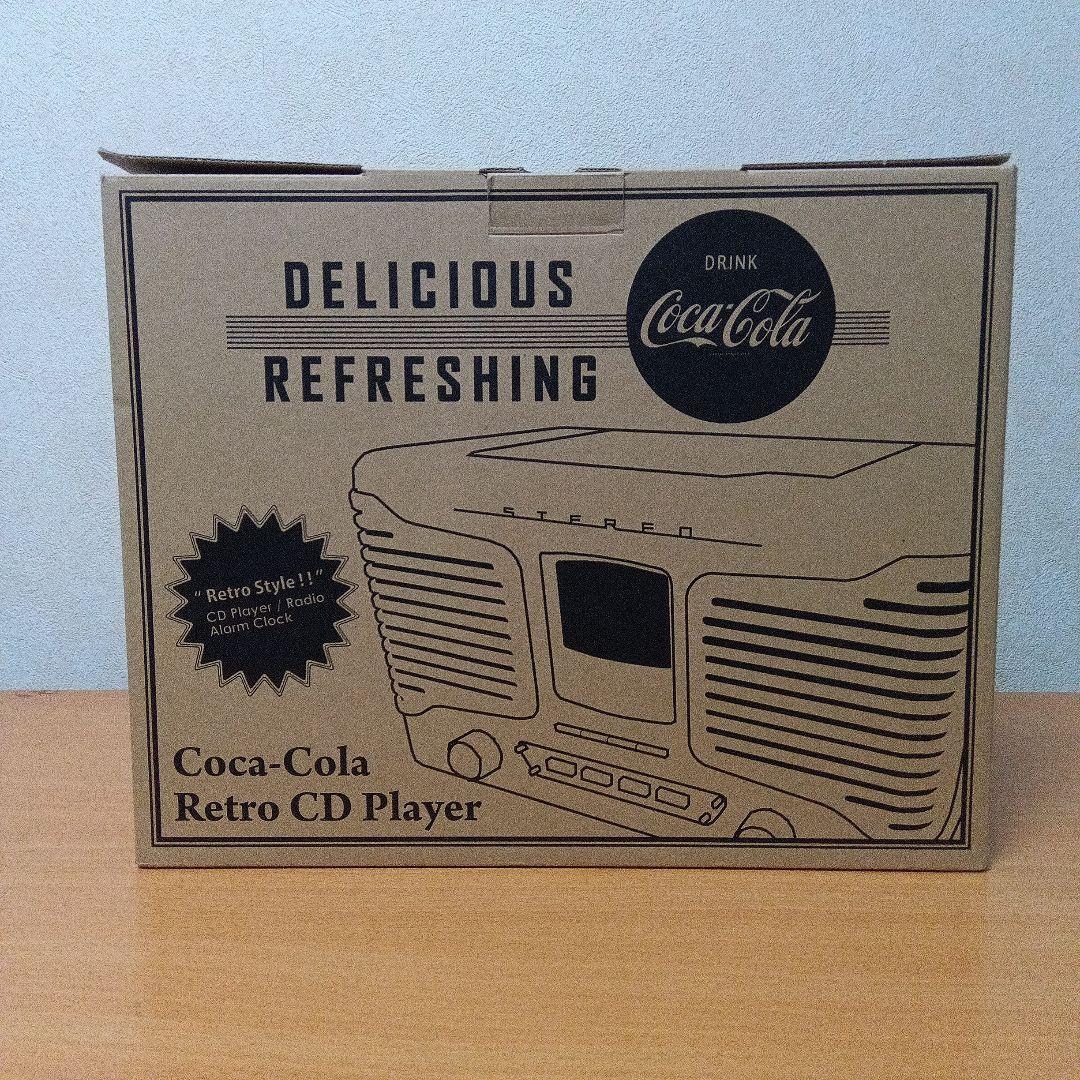 DELICIOUS
REFRESHING
DRINK
Coca-Cola
STEREO
“Retro Style!!”
CD Player / Radio
Alarm Clock
Coca-Cola
Retro CD Player